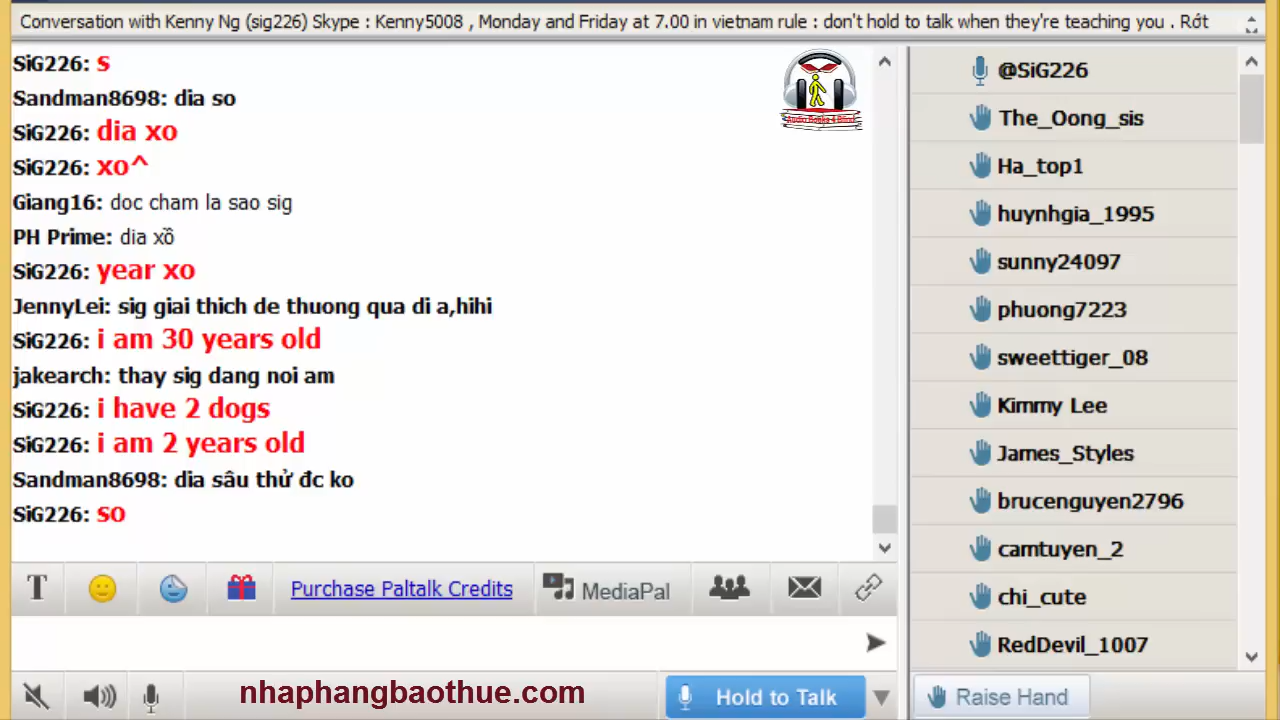 Conversation with Kenny Ng (sig226) Skype : Kenny5008 , Monday and Friday at 7.00 in vietnam rule : don't hold to talk when they're teaching you . Rớt
SiG226: s
Sandman8698: dia so
SiG226: dia xo
SiG226: xo^
Giang16: doc cham la sao sig
PH Prime: dia xồ
SiG226: year xo
JennyLei: sig giai thich de thuong qua di a,hihi
SiG226: i am 30 years old
jakearch: thay sig dang noi am
SiG226: i have 2 dogs
SiG226: i am 2 years old
Sandman8698: dia sâu thử đc ko
SiG226: so
T
Purchase Paltalk Credits
MediaPal
nhaphangbaothue.com
Hold to Talk
@SiG226
The_Oong_sis
Ha_top1
huynhgia_1995
sunny24097
phuong7223
sweettiger_08
Kimmy Lee
James_Styles
brucenguyen2796
camtuyen_2
chi_cute
RedDevil_1007
Raise Hand